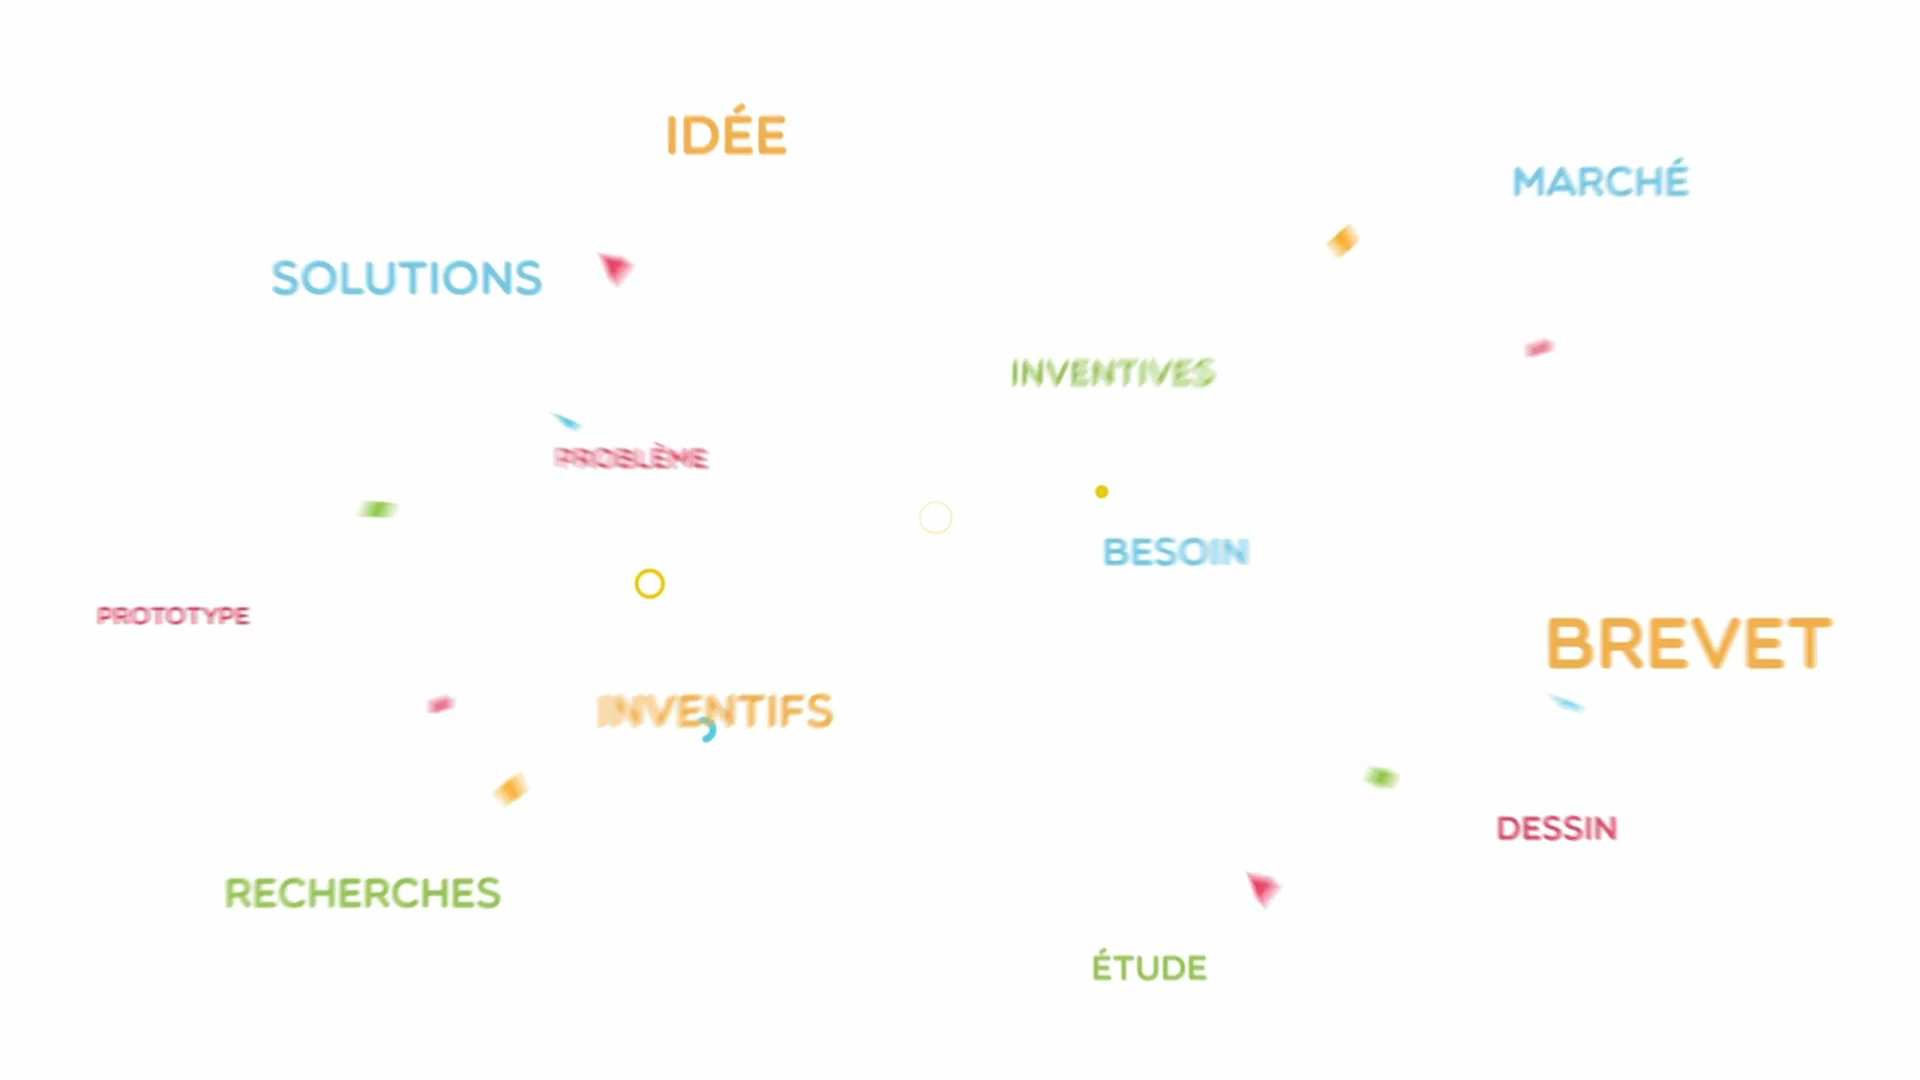 IDÉE
MARCHÉ
SOLUTIONS
INVENTIVES
PROBLÈME
BESOIN
PROTOTYPE
BREVET
INVENTIFS
DESSIN
RECHERCHES
ÉTUDE